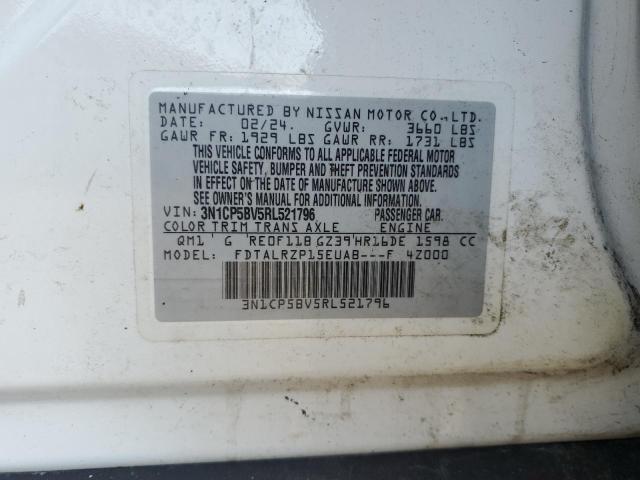 MANUFACTURED BY NISSAN MOTOR CO., LTD.
DATE: 02/24. GVWR: 3660 LBS
GAWR FR: 1929 LBS GAWR RR: 1731 LBS
THIS VEHICLE CONFORMS TO ALL APPLICABLE FEDERAL MOTOR
VEHICLE SAFETY, BUMPER AND THEFT PREVENTION STANDARDS
IN EFFECT ON THE DATE OF MANUFACTURE SHOWN ABOVE.
SEE OWNER'S MANUAL FOR ADDITIONAL INFORMATION.
VIN: 3N1CP5BV5RL521796 PASSENGER CAR.
COLOR TRIM TRANS AXLE ENGINE
QM1 G RE0F11B GZ39 HR16DE 1598 CC
MODEL: FDTALRZP15EUAB---F 4Z000
3N1CP5BV5RL521796